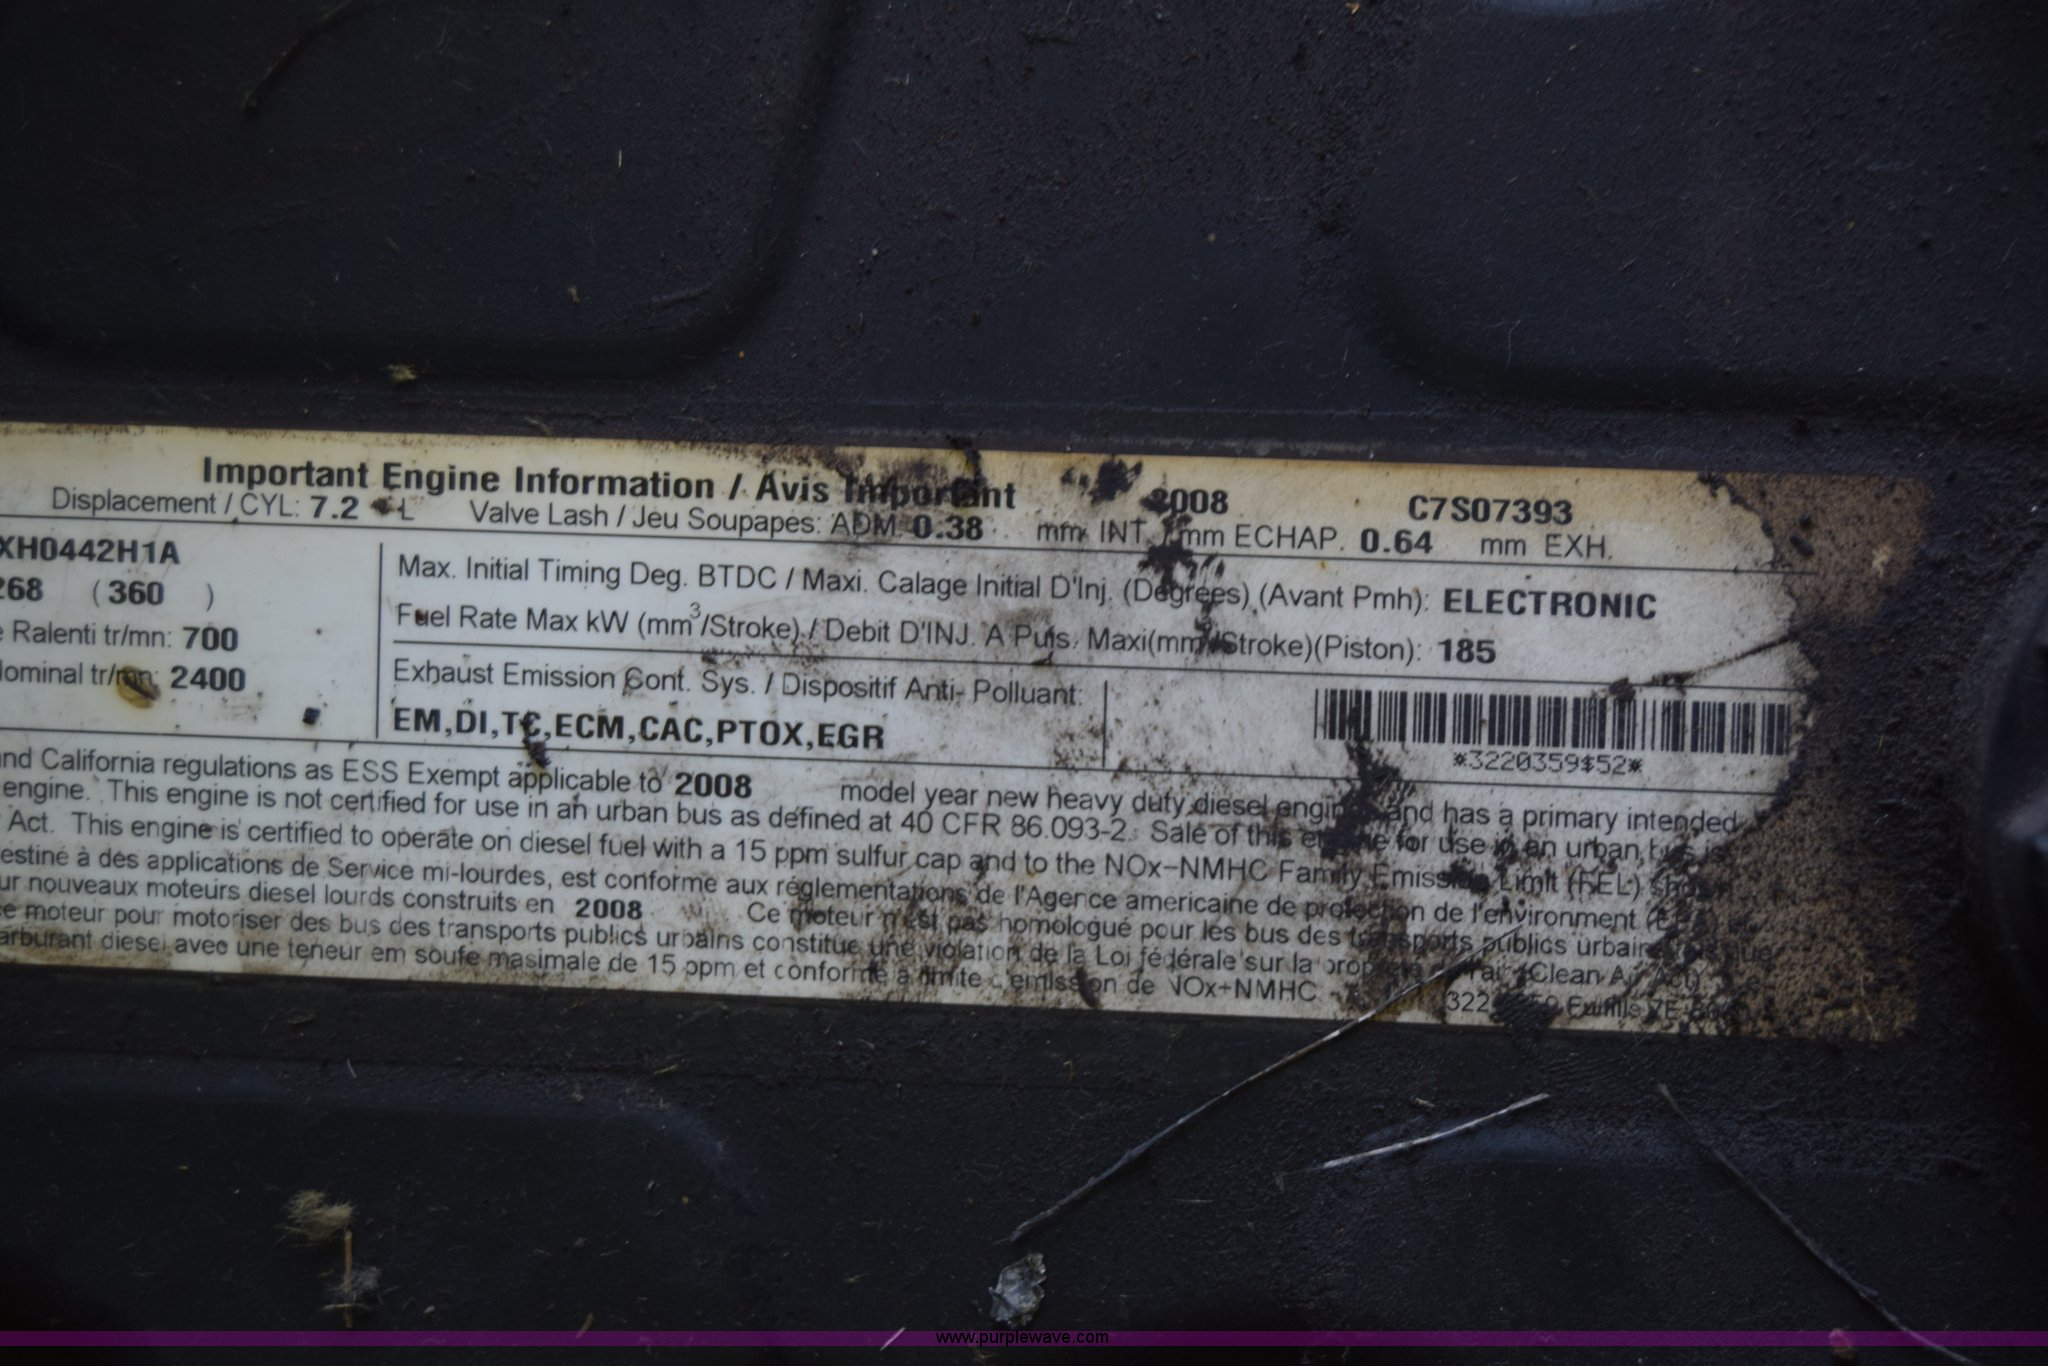 Important Engine Information / Avis Important 2008 C7S07393
Displacement / CYL: 7.2 L Valve Lash / Jeu Soupapes: ADM. 0.38 mm INT. / mm ECHAP. 0.64 mm EXH.
XH0442H1A
268 (360 )
Ralenti tr/mn: 700
tr/mn: 2400
Max. Initial Timing Deg. BTDC / Maxi. Calage Initial D'Inj. (Degrees) (Avant Pmh): ELECTRONIC
Fuel Rate Max kW (mm³/Stroke) / Debit D'INJ. A Puis. Maxi(mm³/Stroke)(Piston): 185
Exhaust Emission Cont. Sys. / Dispositif Anti- Polluant:
EM,DI,TC,ECM,CAC,PTOX,EGR
*3220359$52*
and California regulations as ESS Exempt applicable to 2008 model year new heavy duty diesel engines and has a primary intended
engine. This engine is not certified for use in an urban bus as defined at 40 CFR 86.093-2. Sale of this engine for use in an urban bus is
Act. This engine is certified to operate on diesel fuel with a 15 ppm sulfur cap and to the NOx-NMHC Family Emission Limit (FEL) shown
estiné à des applications de Service mi-lourdes, est conforme aux réglementations de l'Agence americaine de protection de l'environment
ur nouveaux moteurs diesel lourds construits en 2008 Ce moteur n'est pas homologué pour les bus des transports publics urbains
ce moteur pour motoriser des bus des transports publics urbains constitue une violation de la Loi fédérale sur la (Clean Air Act)
arburant diesel avec une teneur em soufe masimale de 15 ppm et conforme a limite emission de NOx+NMHC
www.purplewave.com